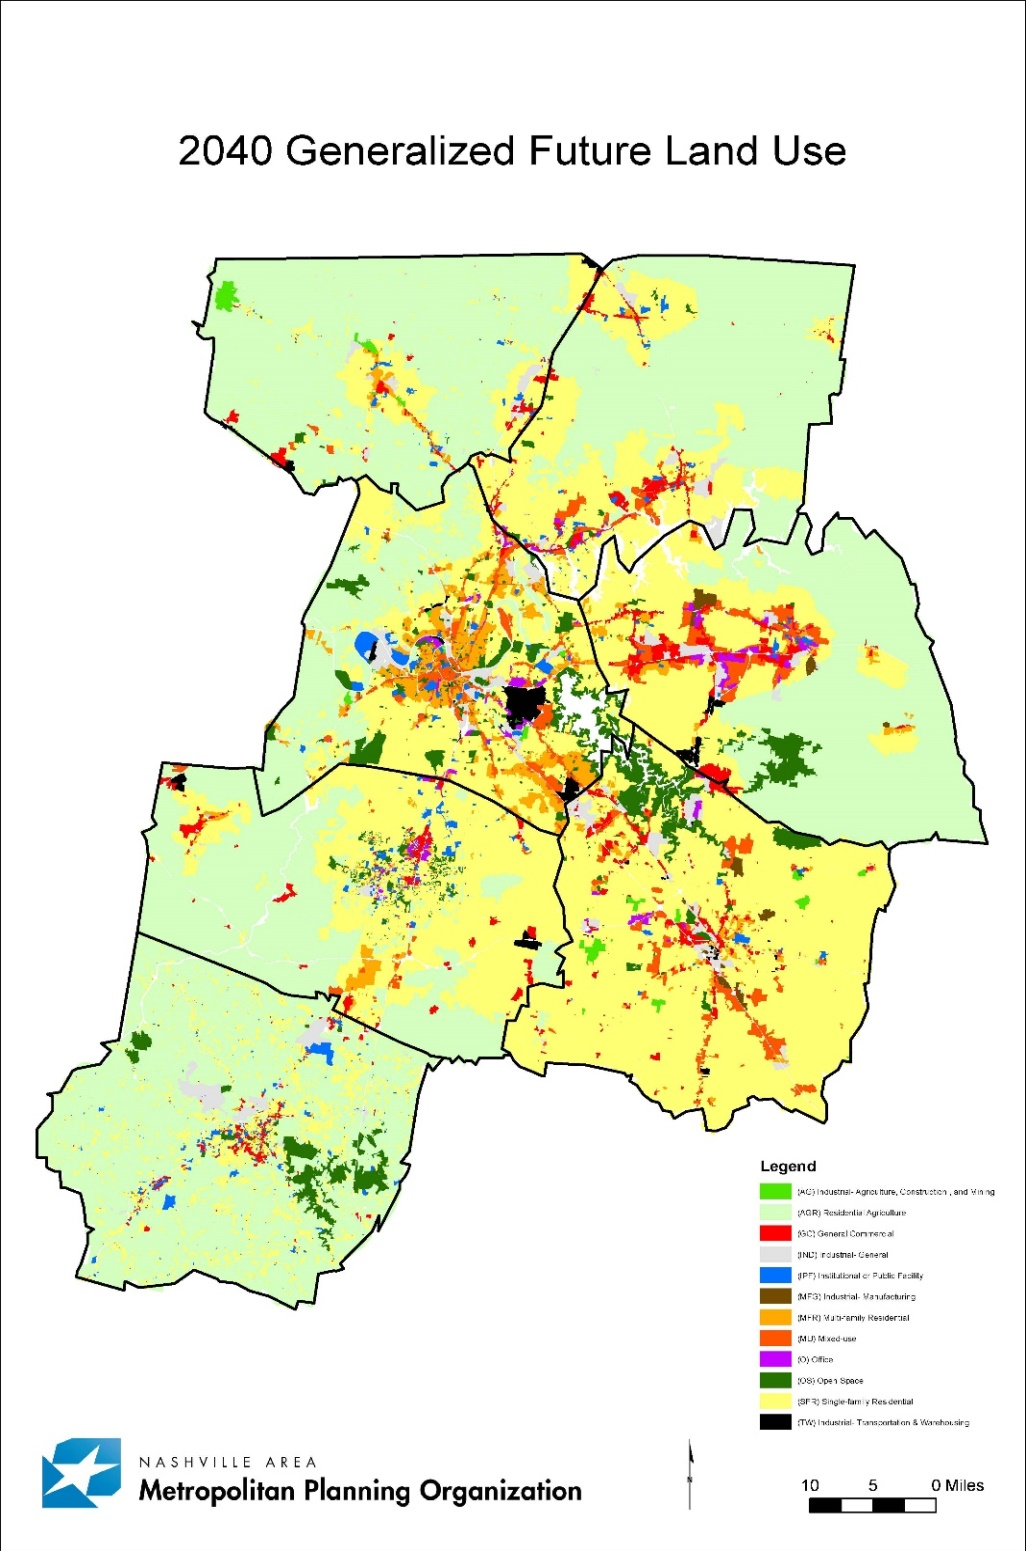 2040 Generalized Future Land Use
Legend
(AG) Industrial- Agriculture, Construction , and Mining
(AGR) Residential Agriculture
(GC) General Commercial
(IND) Industrial- General
(IPF) Institutional or Public Facility
(MFG) Industrial- Manufacturing
(MFR) Multi-family Residential
(MU) Mixed-use
(O) Office
(OS) Open Space
(SFR) Single-family Residential
(TW) Industrial- Transportation & Warehousing
NASHVILLE AREA
Metropolitan Planning Organization
N
10 5 0 Miles